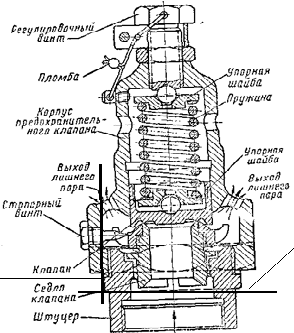 Регулировочный
винт
Пломба
Корпус
предохранитель-
ного клапана
Выход
лишнего
пара
Стопорный
винт
Клапан
Седло
клапана
Штуцер
Упорная
шайба
Пружина
Упорная
шайба
Выход
лишнего
пара